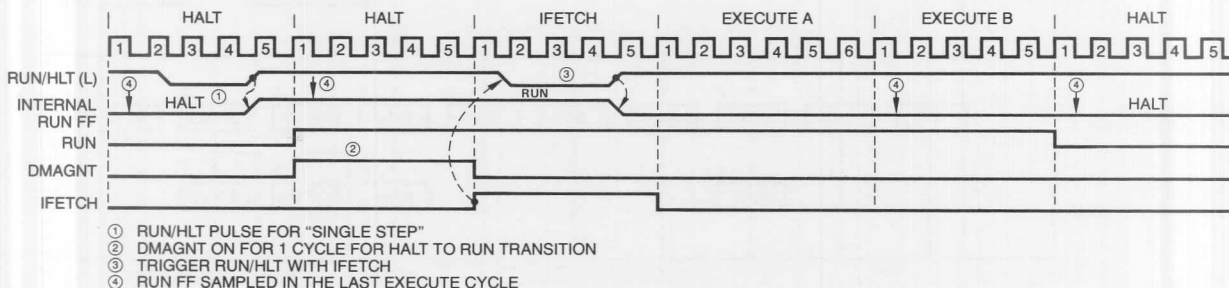 HALT HALT IFETCH EXECUTE A EXECUTE B HALT
1 2 3 4 5 1 2 3 4 5 1 2 3 4 5 1 2 3 4 5 6 1 2 3 4 5 1 2 3 4 5
RUN/HLT (L) ③
④ ④ RUN ④ ④
INTERNAL HALT ① HALT
RUN FF
RUN
DMAGNT ②
IFETCH
① RUN/HLT PULSE FOR "SINGLE STEP"
② DMAGNT ON FOR 1 CYCLE FOR HALT TO RUN TRANSITION
③ TRIGGER RUN/HLT WITH IFETCH
④ RUN FF SAMPLED IN THE LAST EXECUTE CYCLE